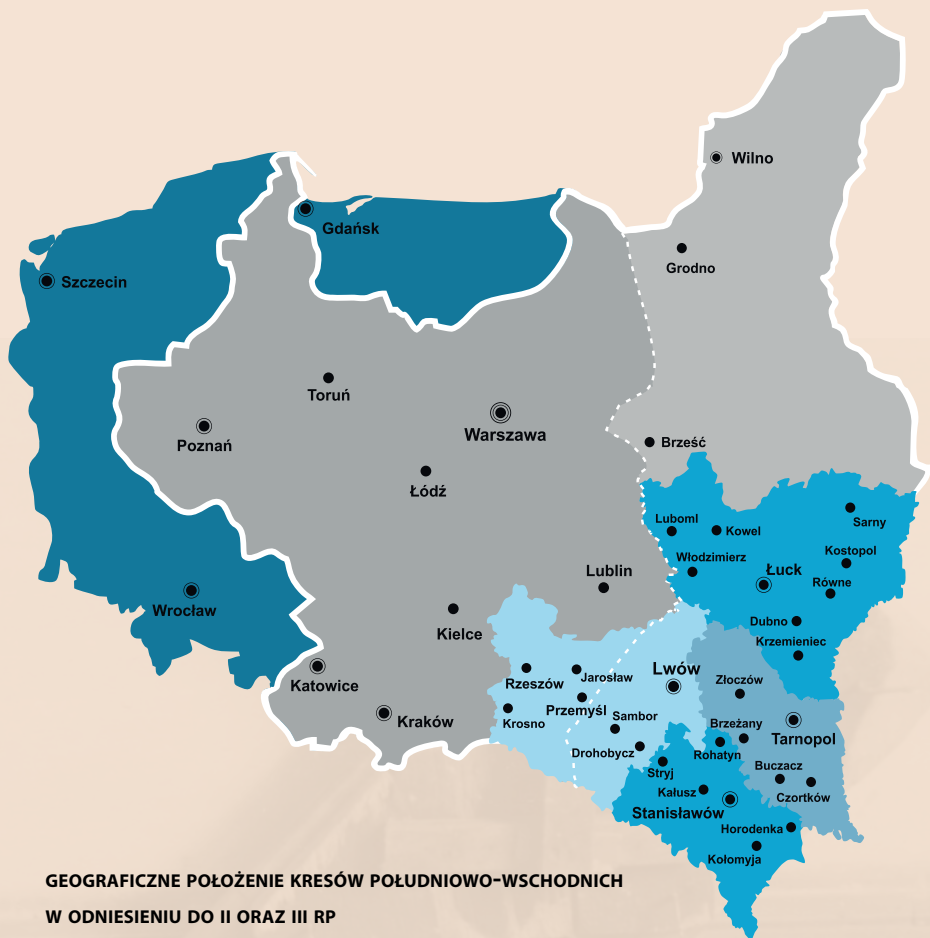 Wilno
Gdańsk
Grodno
Szczecin
Toruń
Poznań
Warszawa
Brześć
Łódź
Sarny
Luboml
Kowel
Kostopol
Włodzimierz
Łuck
Lublin
Równe
Wrocław
Dubno
Kielce
Krzemieniec
Lwów
Jarosław
Złoczów
Rzeszów
Katowice
Przemyśl
Sambor
Krosno
Kraków
Brzeżany
Tarnopol
Drohobycz
Rohatyn
Buczacz
Stryj
Kałusz
Czortków
Stanisławów
Horodenka
Kołomyja
GEOGRAFICZNE POŁOŻENIE KRESÓW POŁUDNIOWO-WSCHODNICH
W ODNIESIENIU DO II ORAZ III RP